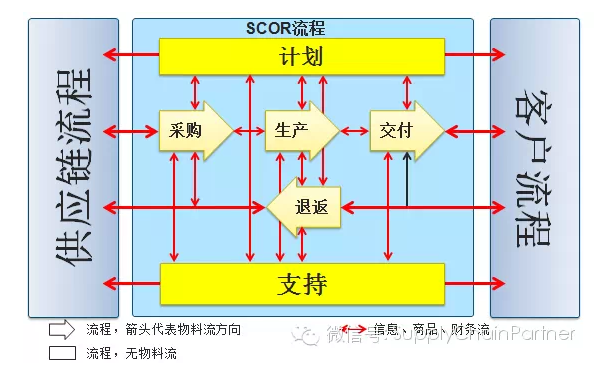 SCOR流程
计划
供应链流程
采购
生产
交付
客户流程
退返
支持
流程，箭头代表物料流方向
信息、商品、财务流
流程，无物料流
微信号: SupplyChainPartner